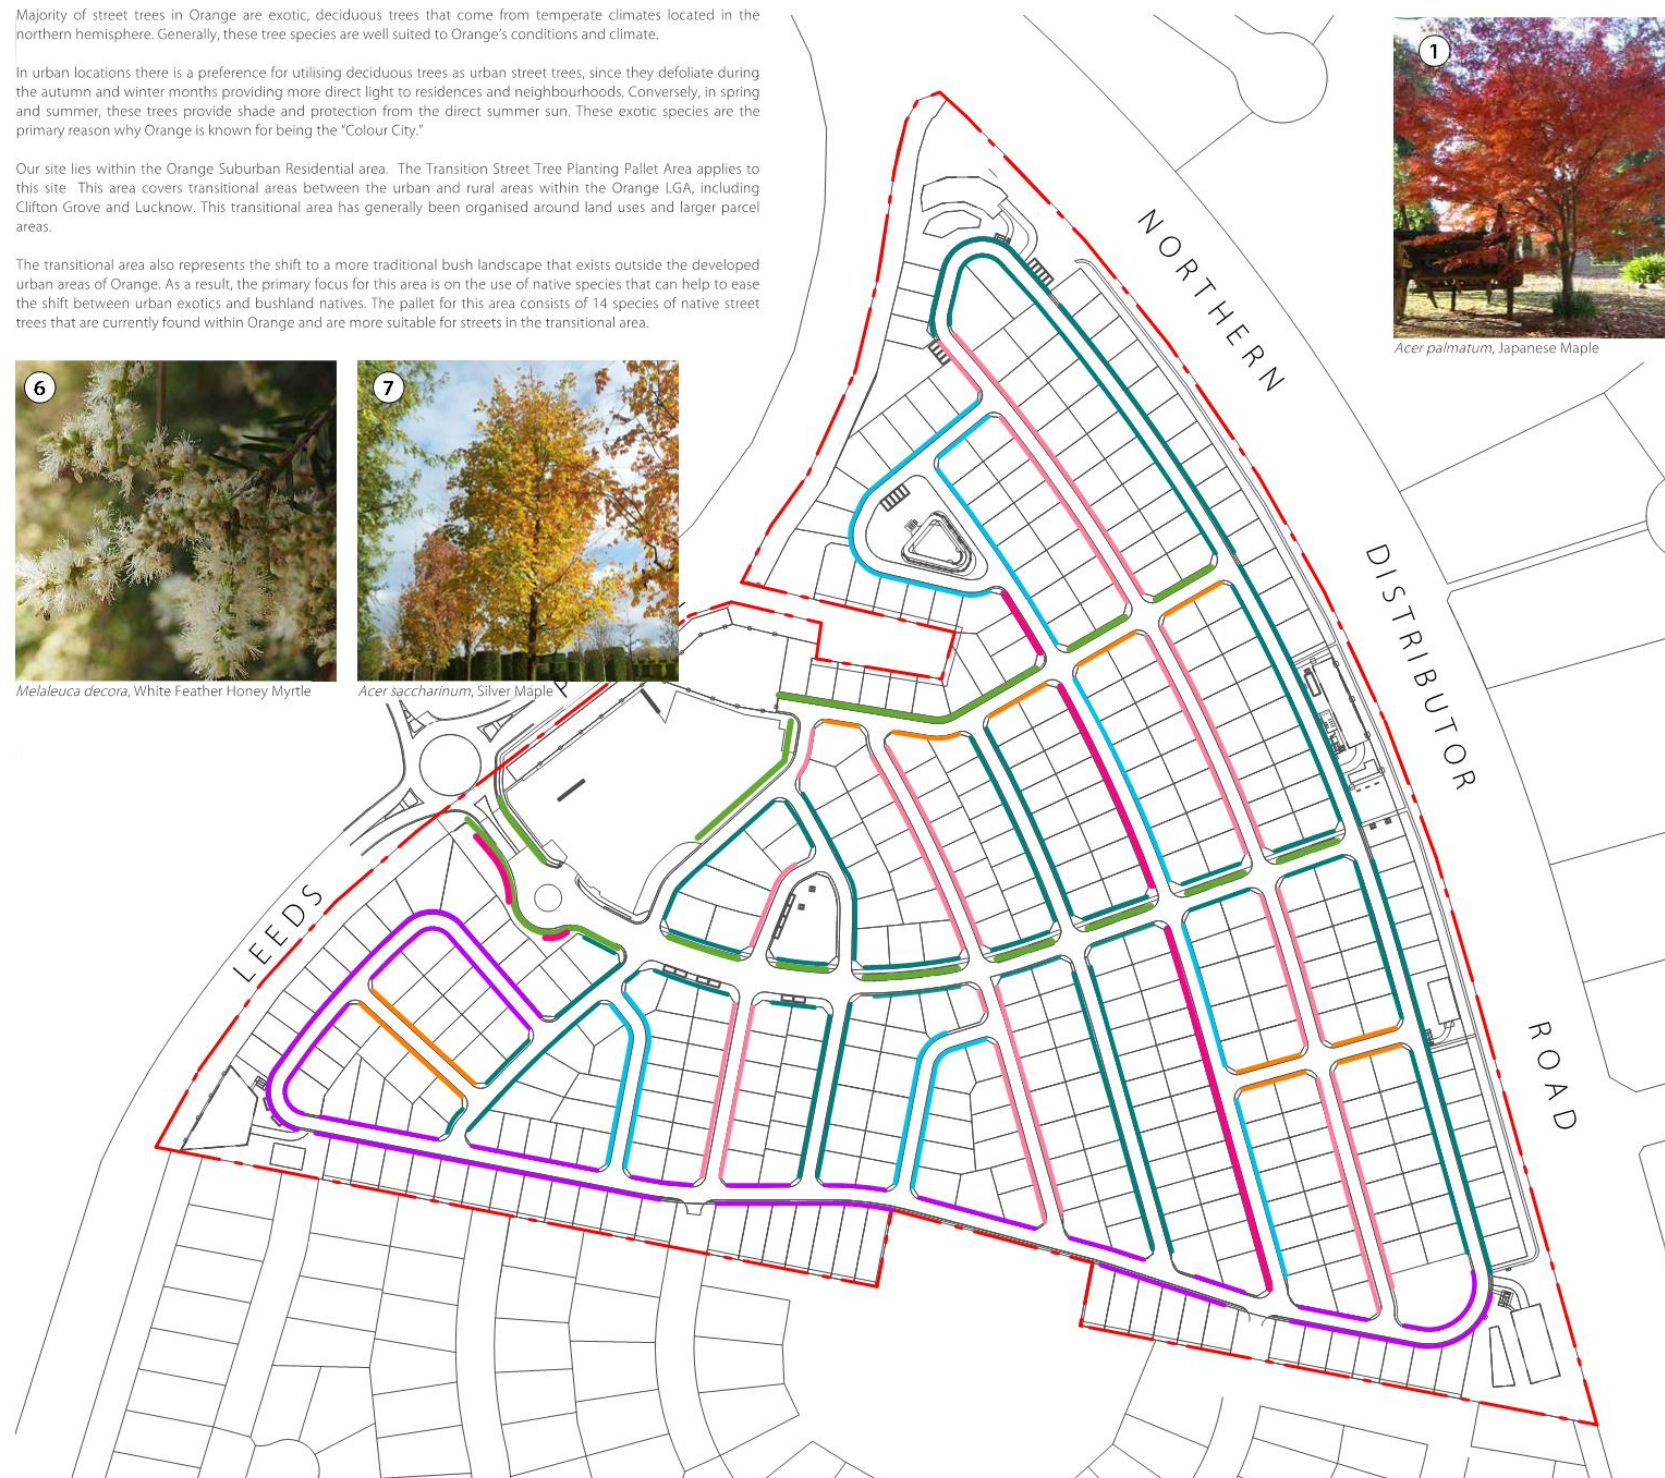 Majority of street trees in Orange are exotic, deciduous trees that come from temperate climates located in the
northern hemisphere. Generally, these tree species are well suited to Orange's conditions and climate.
In urban locations there is a preference for utilising deciduous trees as urban street trees, since they defoliate during
the autumn and winter months providing more direct light to residences and neighbourhoods. Conversely, in spring
and summer, these trees provide shade and protection from the direct summer sun. These exotic species are the
primary reason why Orange is known for being the "Colour City."
Our site lies within the Orange Suburban Residential area. The Transition Street Tree Planting Pallet Area applies to
this site This area covers transitional areas between the urban and rural areas within the Orange LGA, including
Clifton Grove and Lucknow. This transitional area has generally been organised around land uses and larger parcel
areas.
The transitional area also represents the shift to a more traditional bush landscape that exists outside the developed
urban areas of Orange. As a result, the primary focus for this area is on the use of native species that can help to ease
the shift between urban exotics and bushland natives. The pallet for this area consists of 14 species of native street
trees that are currently found within Orange and are more suitable for streets in the transitional area.
1
Acer palmatum, Japanese Maple
6
Melaleuca decora, White Feather Honey Myrtle
7
Acer saccharinum, Silver Maple
NORTHERN
DISTRIBUTOR
ROAD
LEEDS